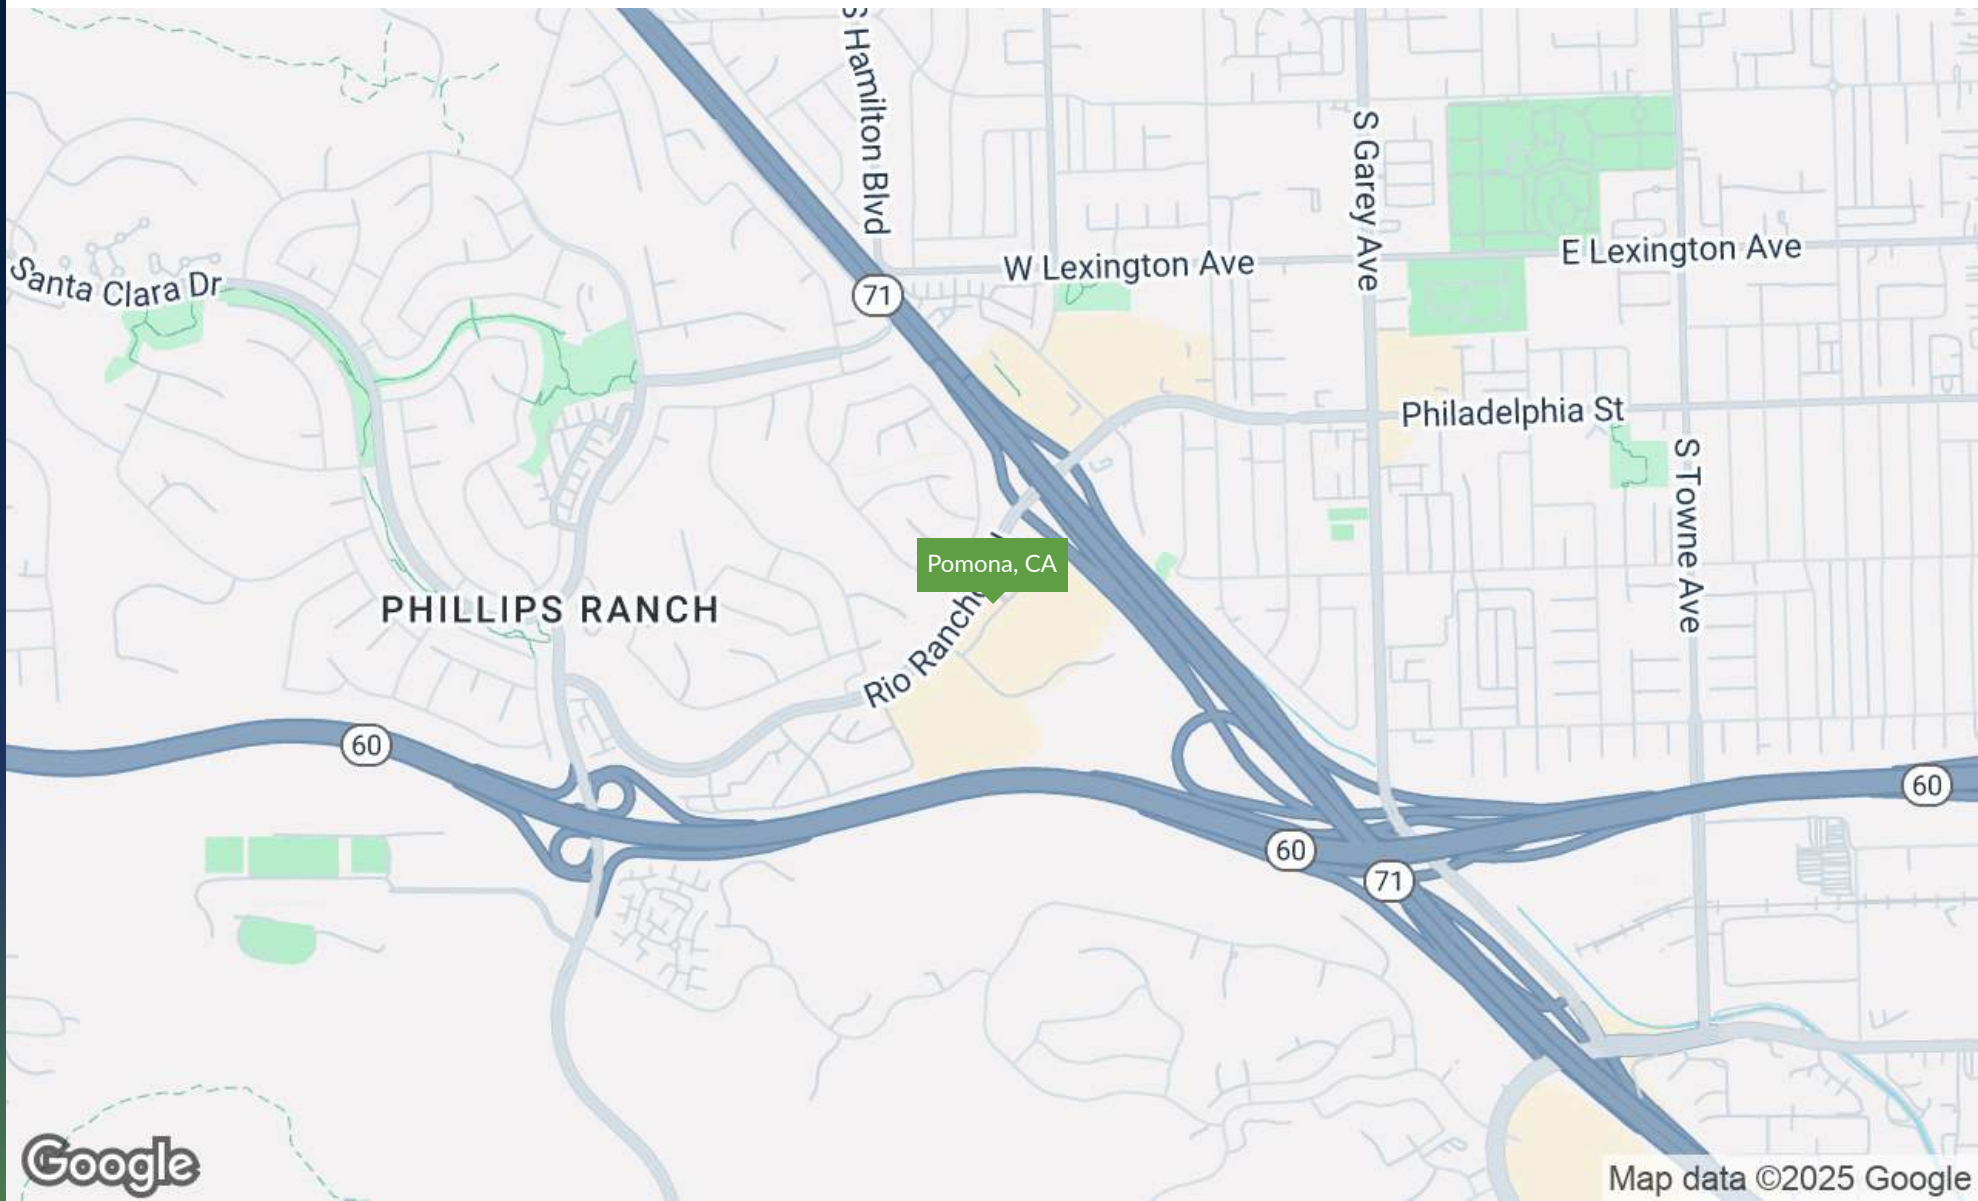 S Hamilton Blvd
S Garey Ave
E Lexington Ave
W Lexington Ave
Santa Clara Dr
71
Philadelphia St
S Towne Ave
Pomona, CA
PHILLIPS RANCH
Rio Rancho
60
60
60
71
Google
Map data ©2025 Google